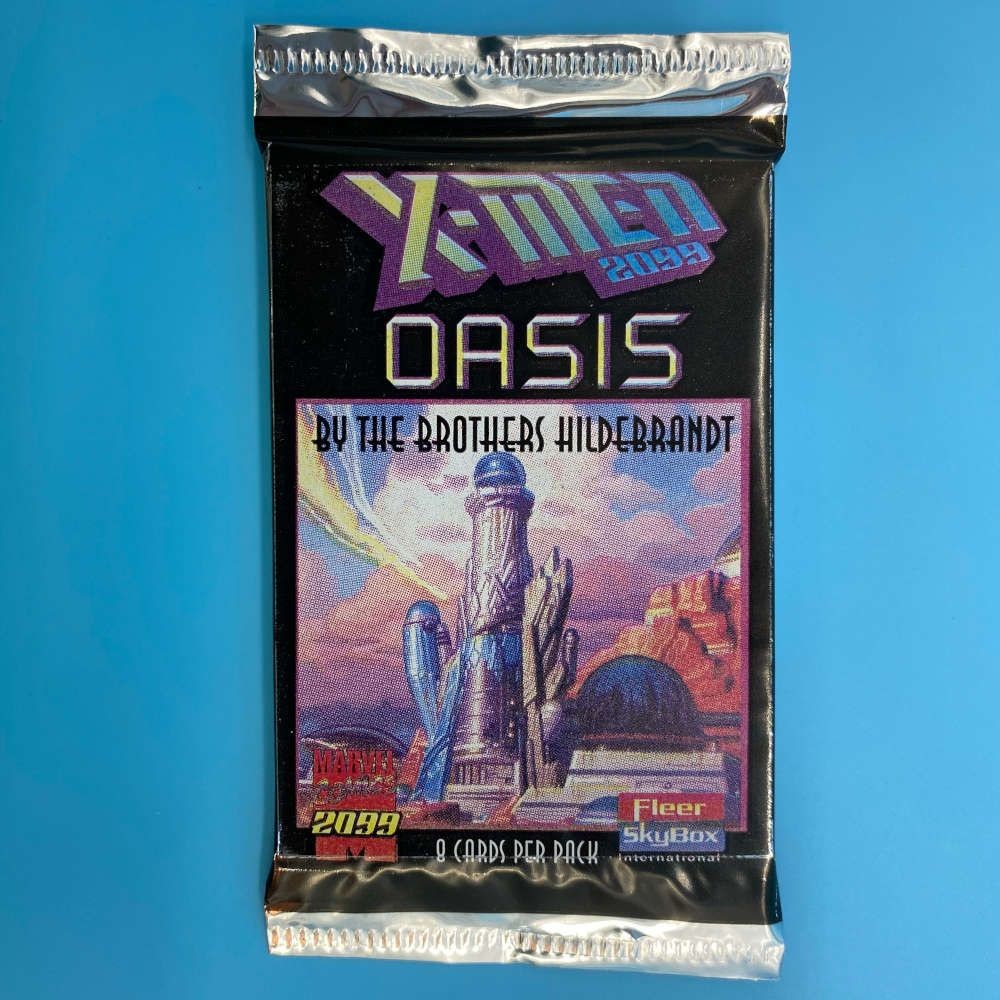 X-MEN
2099
OASIS
BY THE BROTHERS HILDEBRANDT
MARVEL
COMICS
2099
8 CARDS PER PACK
Fleer
SkyBox
International